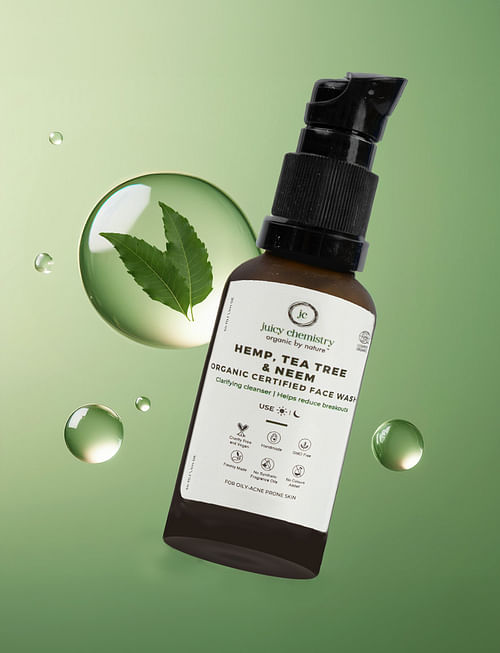 jc
juicy chemistry
organic by nature™
HEMP, TEA TREE
& NEEM
ORGANIC CERTIFIED FACE WASH
Clarifying cleanser | Helps reduce breakouts
USE
Cruelty Free
and Vegan
Handmade
GMO Free
Freshly Made
No Synthetic
Fragrance Oils
No Colours
Added
FOR OILY-ACNE PRONE SKIN